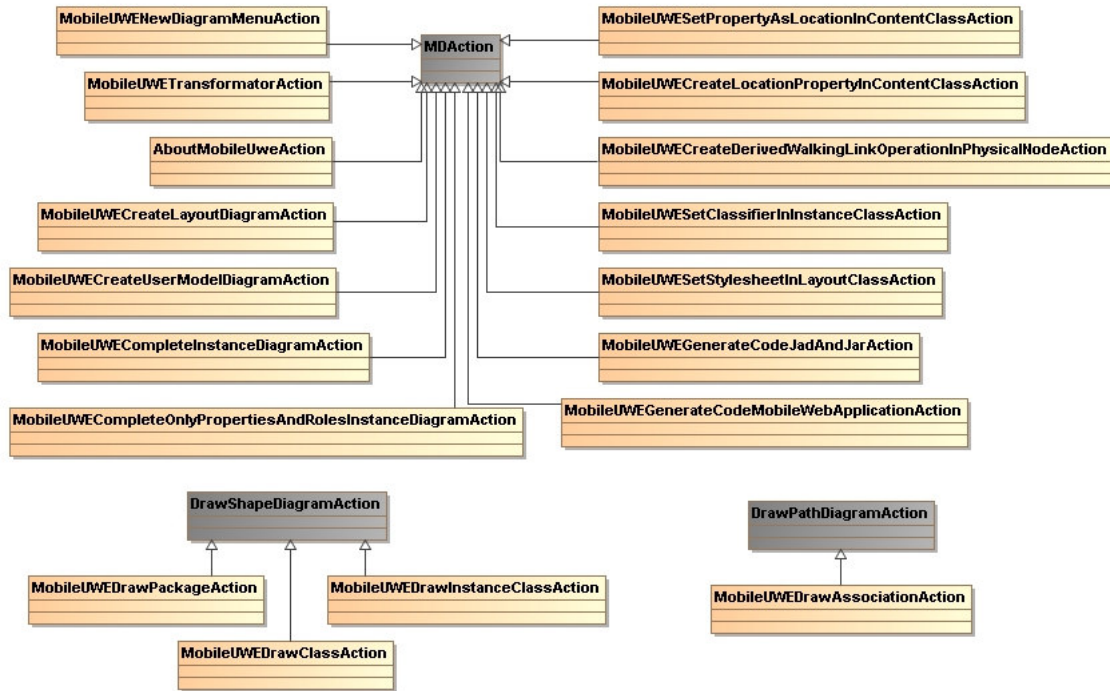 MobileUWENewDiagramMenuAction
MobileUWESetPropertyAsLocationInContentClassAction
MDAction
MobileUWETransformatorAction
MobileUWECreateLocationPropertyInContentClassAction
AboutMobileUweAction
MobileUWECreateDerivedWalkingLinkOperationInPhysicalNodeAction
MobileUWECreateLayoutDiagramAction
MobileUWESetClassifierInInstanceClassAction
MobileUWECreateUserModelDiagramAction
MobileUWESetStylesheetInLayoutClassAction
MobileUWECompleteInstanceDiagramAction
MobileUWEGenerateCodeJadAndJarAction
MobileUWECompleteOnlyPropertiesAndRolesInstanceDiagramAction
MobileUWEGenerateCodeMobileWebApplicationAction
DrawShapeDiagramAction
DrawPathDiagramAction
MobileUWEDrawPackageAction
MobileUWEDrawInstanceClassAction
MobileUWEDrawAssociationAction
MobileUWEDrawClassAction